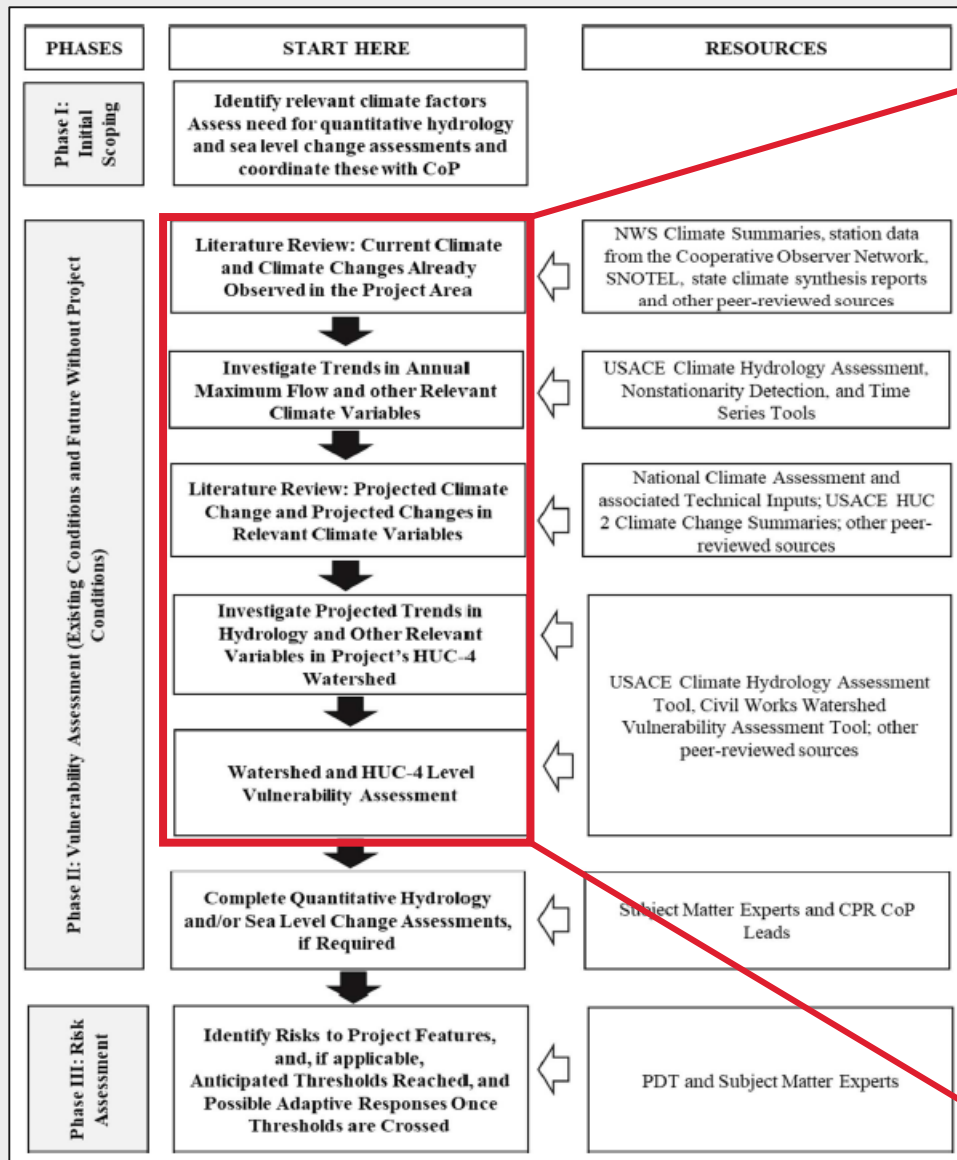 PHASES
START HERE
RESOURCES
Phase I:
Initial
Scoping
Identify relevant climate factors
Assess need for quantitative hydrology
and sea level change assessments and
coordinate these with CoP
Phase II: Vulnerability Assessment (Existing Conditions and Future Without Project
Conditions)
Literature Review: Current Climate
and Climate Changes Already
Observed in the Project Area
NWS Climate Summaries, station data
from the Cooperative Observer Network,
SNOTEL, state climate synthesis reports
and other peer-reviewed sources
Investigate Trends in Annual
Maximum Flow and other Relevant
Climate Variables
USACE Climate Hydrology Assessment,
Nonstationarity Detection, and Time
Series Tools
Literature Review: Projected Climate
Change and Projected Changes in
Relevant Climate Variables
National Climate Assessment and
associated Technical Inputs; USACE HUC
2 Climate Change Summaries; other peer-
reviewed sources
Investigate Projected Trends in
Hydrology and Other Relevant
Variables in Project's HUC-4
Watershed
USACE Climate Hydrology Assessment
Tool, Civil Works Watershed
Vulnerability Assessment Tool; other
peer-reviewed sources
Watershed and HUC-4 Level
Vulnerability Assessment
Complete Quantitative Hydrology
and/or Sea Level Change Assessments,
if Required
Subject Matter Experts and CPR CoP
Leads
Phase III: Risk
Assessment
Identify Risks to Project Features,
and, if applicable,
Anticipated Thresholds Reached, and
Possible Adaptive Responses Once
Thresholds are Crossed
PDT and Subject Matter Experts